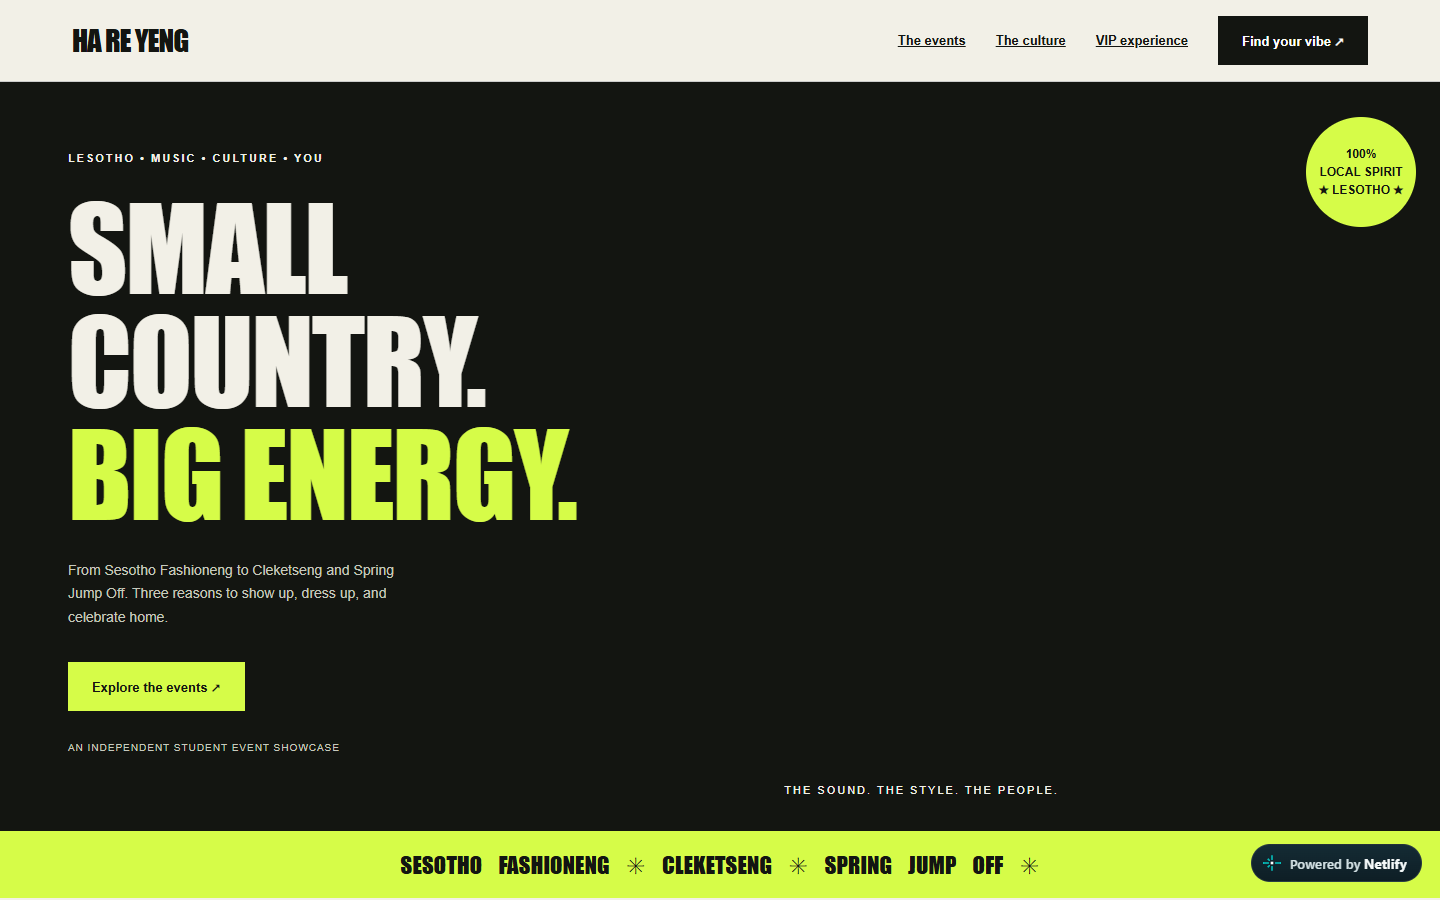 HA RE YENG
The events
The culture
VIP experience
Find your vibe ↗
LESOTHO • MUSIC • CULTURE • YOU
100%
LOCAL SPIRIT
★ LESOTHO ★
SMALL
COUNTRY.
BIG ENERGY.
From Sesotho Fashioneng to Cleketseng and Spring
Jump Off. Three reasons to show up, dress up, and
celebrate home.
Explore the events ↗
AN INDEPENDENT STUDENT EVENT SHOWCASE
THE SOUND. THE STYLE. THE PEOPLE.
SESOTHO FASHIONENG ✳ CLEKETSENG ✳ SPRING JUMP OFF ✳
Powered by Netlify